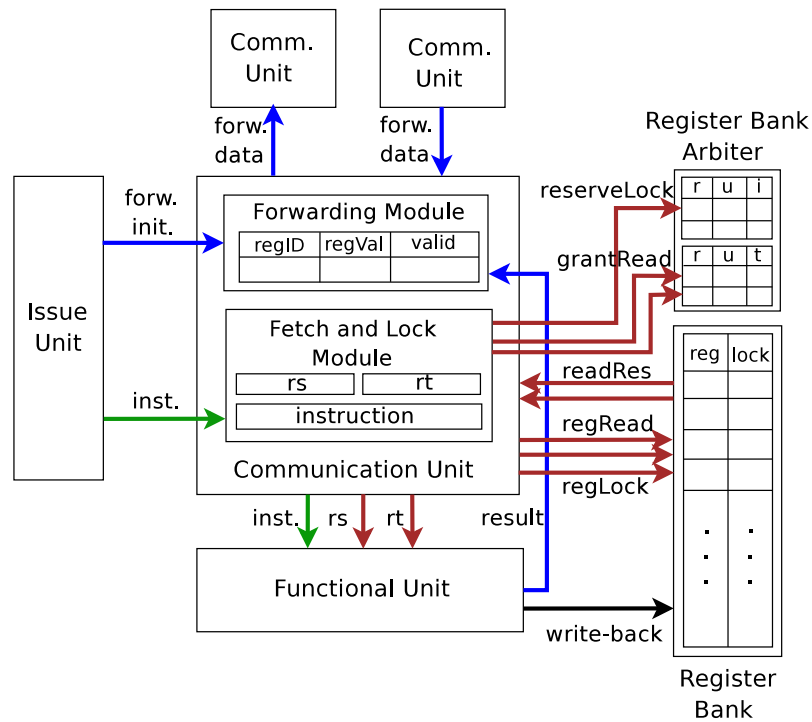 Comm.
Unit
Comm.
Unit
forw.
data
forw.
data
Register Bank
Arbiter
forw.
init.
Forwarding Module
regID regVal valid
reserveLock
r u i
grantRead
r u t
Issue
Unit
Fetch and Lock
Module
rs rt
instruction
inst.
Communication Unit
readRes
regRead
regLock
reg lock
inst. rs rt result
Functional Unit
write-back
Register
Bank